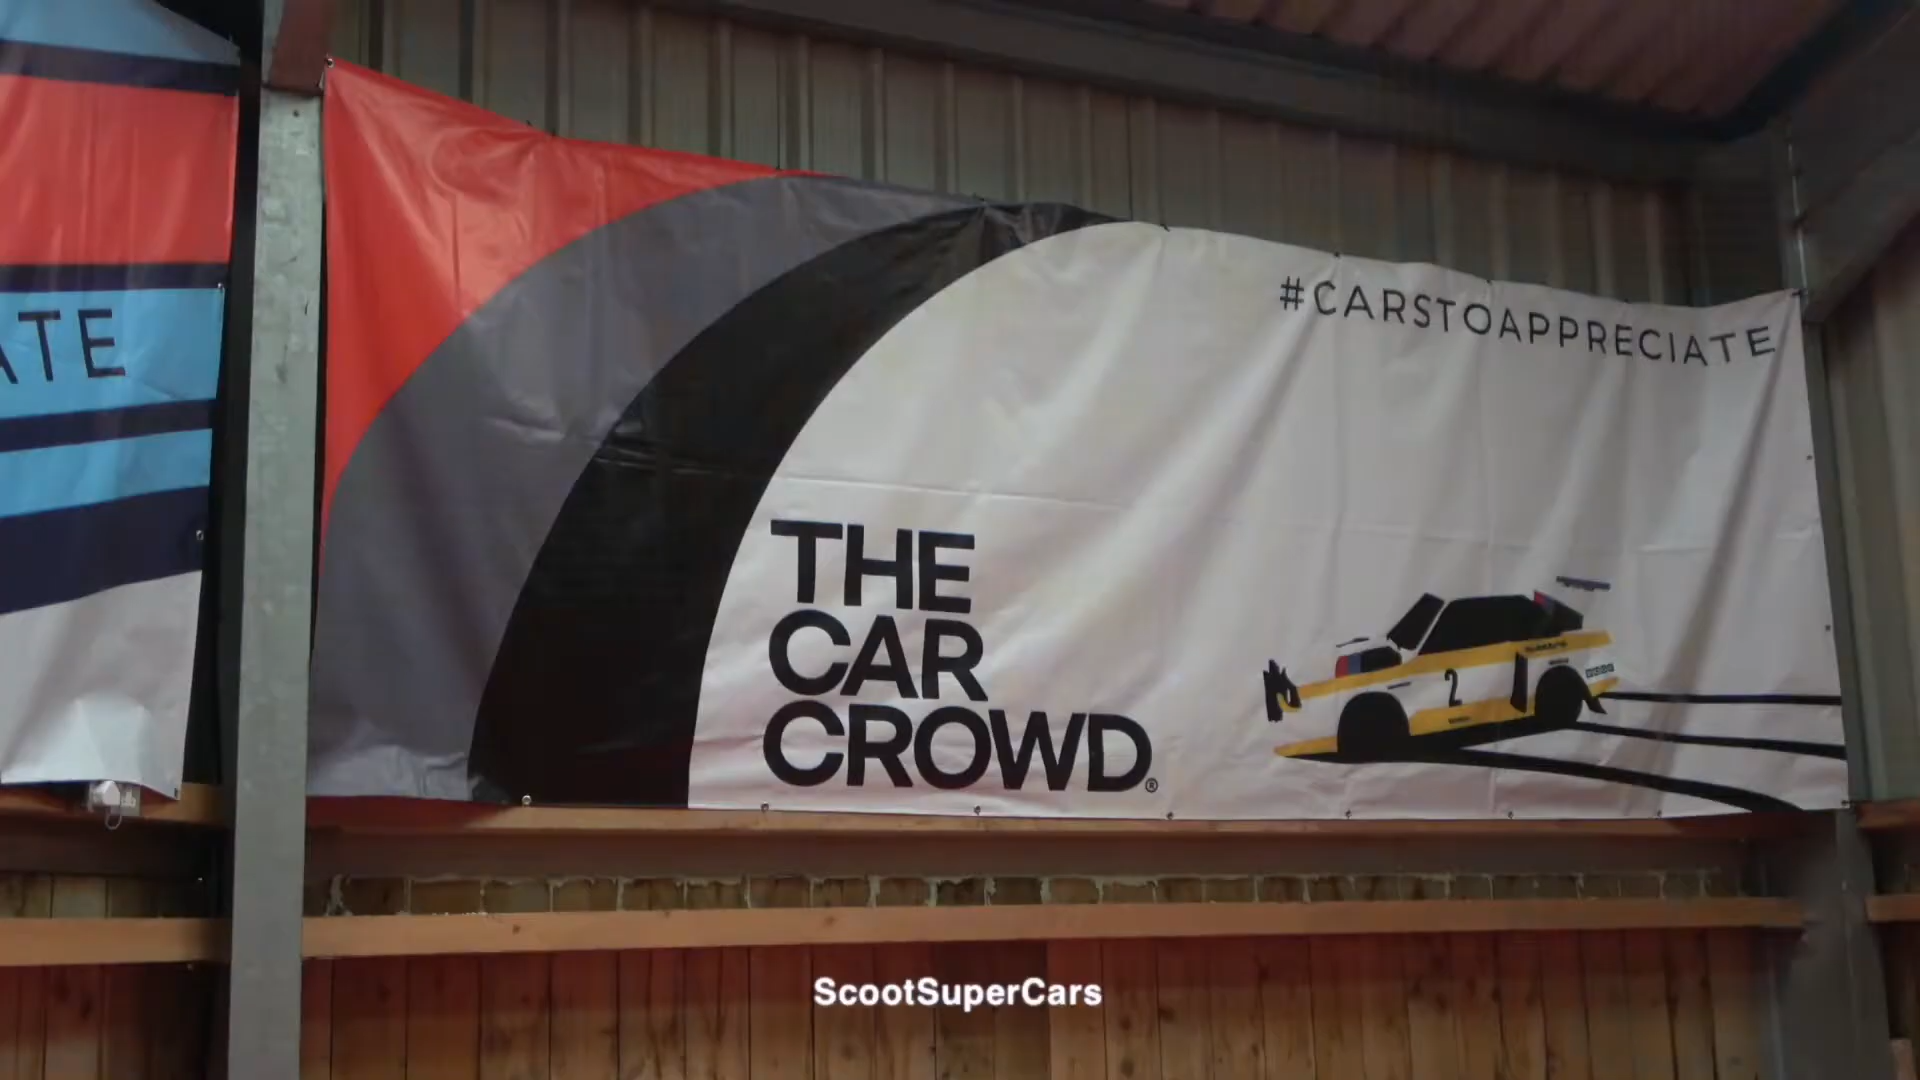 ATE
#CARSTOAPPRECIATE
THE
CAR
CROWD®
2
ScootSuperCars